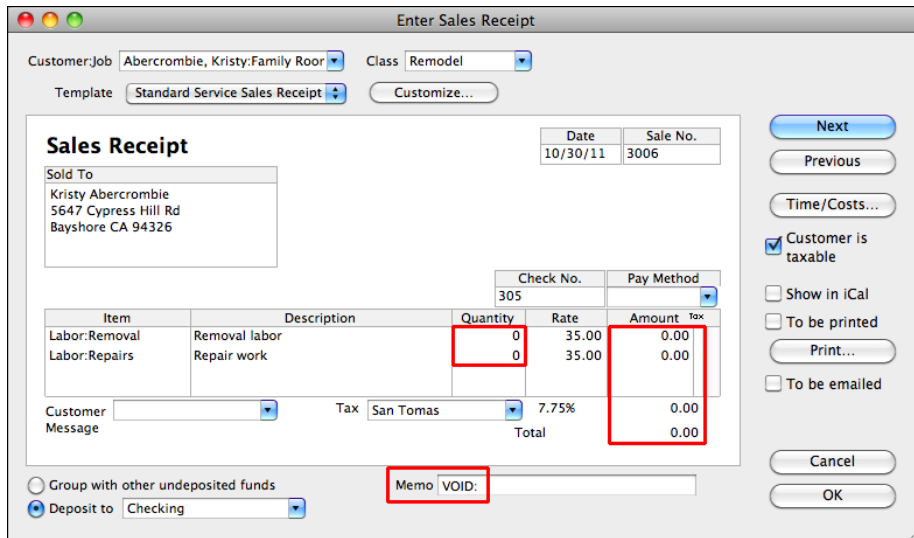 Enter Sales Receipt
Customer:Job Abercrombie, Kristy:Family Roor Class Remodel
Template Standard Service Sales Receipt Customize...
Sales Receipt
Date Sale No.
10/30/11 3006
Sold To
Kristy Abercrombie
5647 Cypress Hill Rd
Bayshore CA 94326
Check No. Pay Method
305
Item Description Quantity Rate Amount Tax
Labor:Removal Removal labor 0 35.00 0.00
Labor:Repairs Repair work 0 35.00 0.00
Customer Message
Tax San Tomas 7.75% 0.00
Total 0.00
Group with other undeposited funds
Deposit to Checking
Memo VOID:
Next
Previous
Time/Costs...
Customer is
taxable
Show in iCal
To be printed
Print...
To be emailed
Cancel
OK